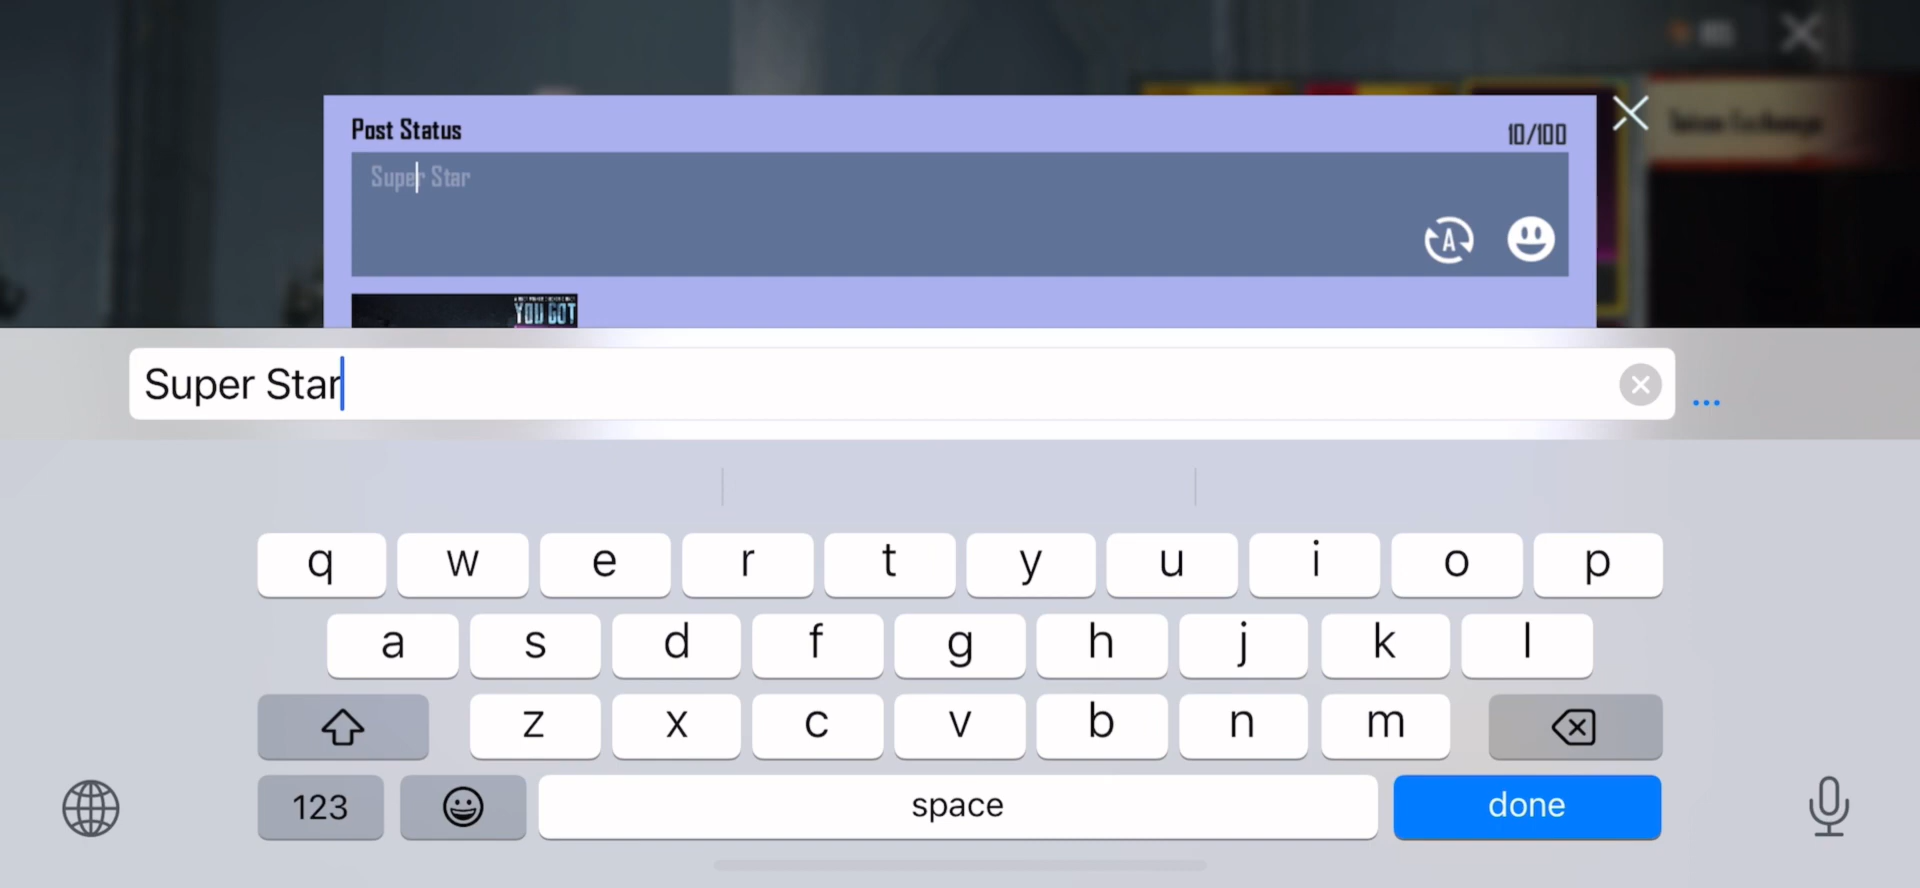 Post Status
10/100
Super Star
A
YOU GOT
Super Star
...
q w e r t y u i o p
a s d f g h j k l
z x c v b n m
123 space done